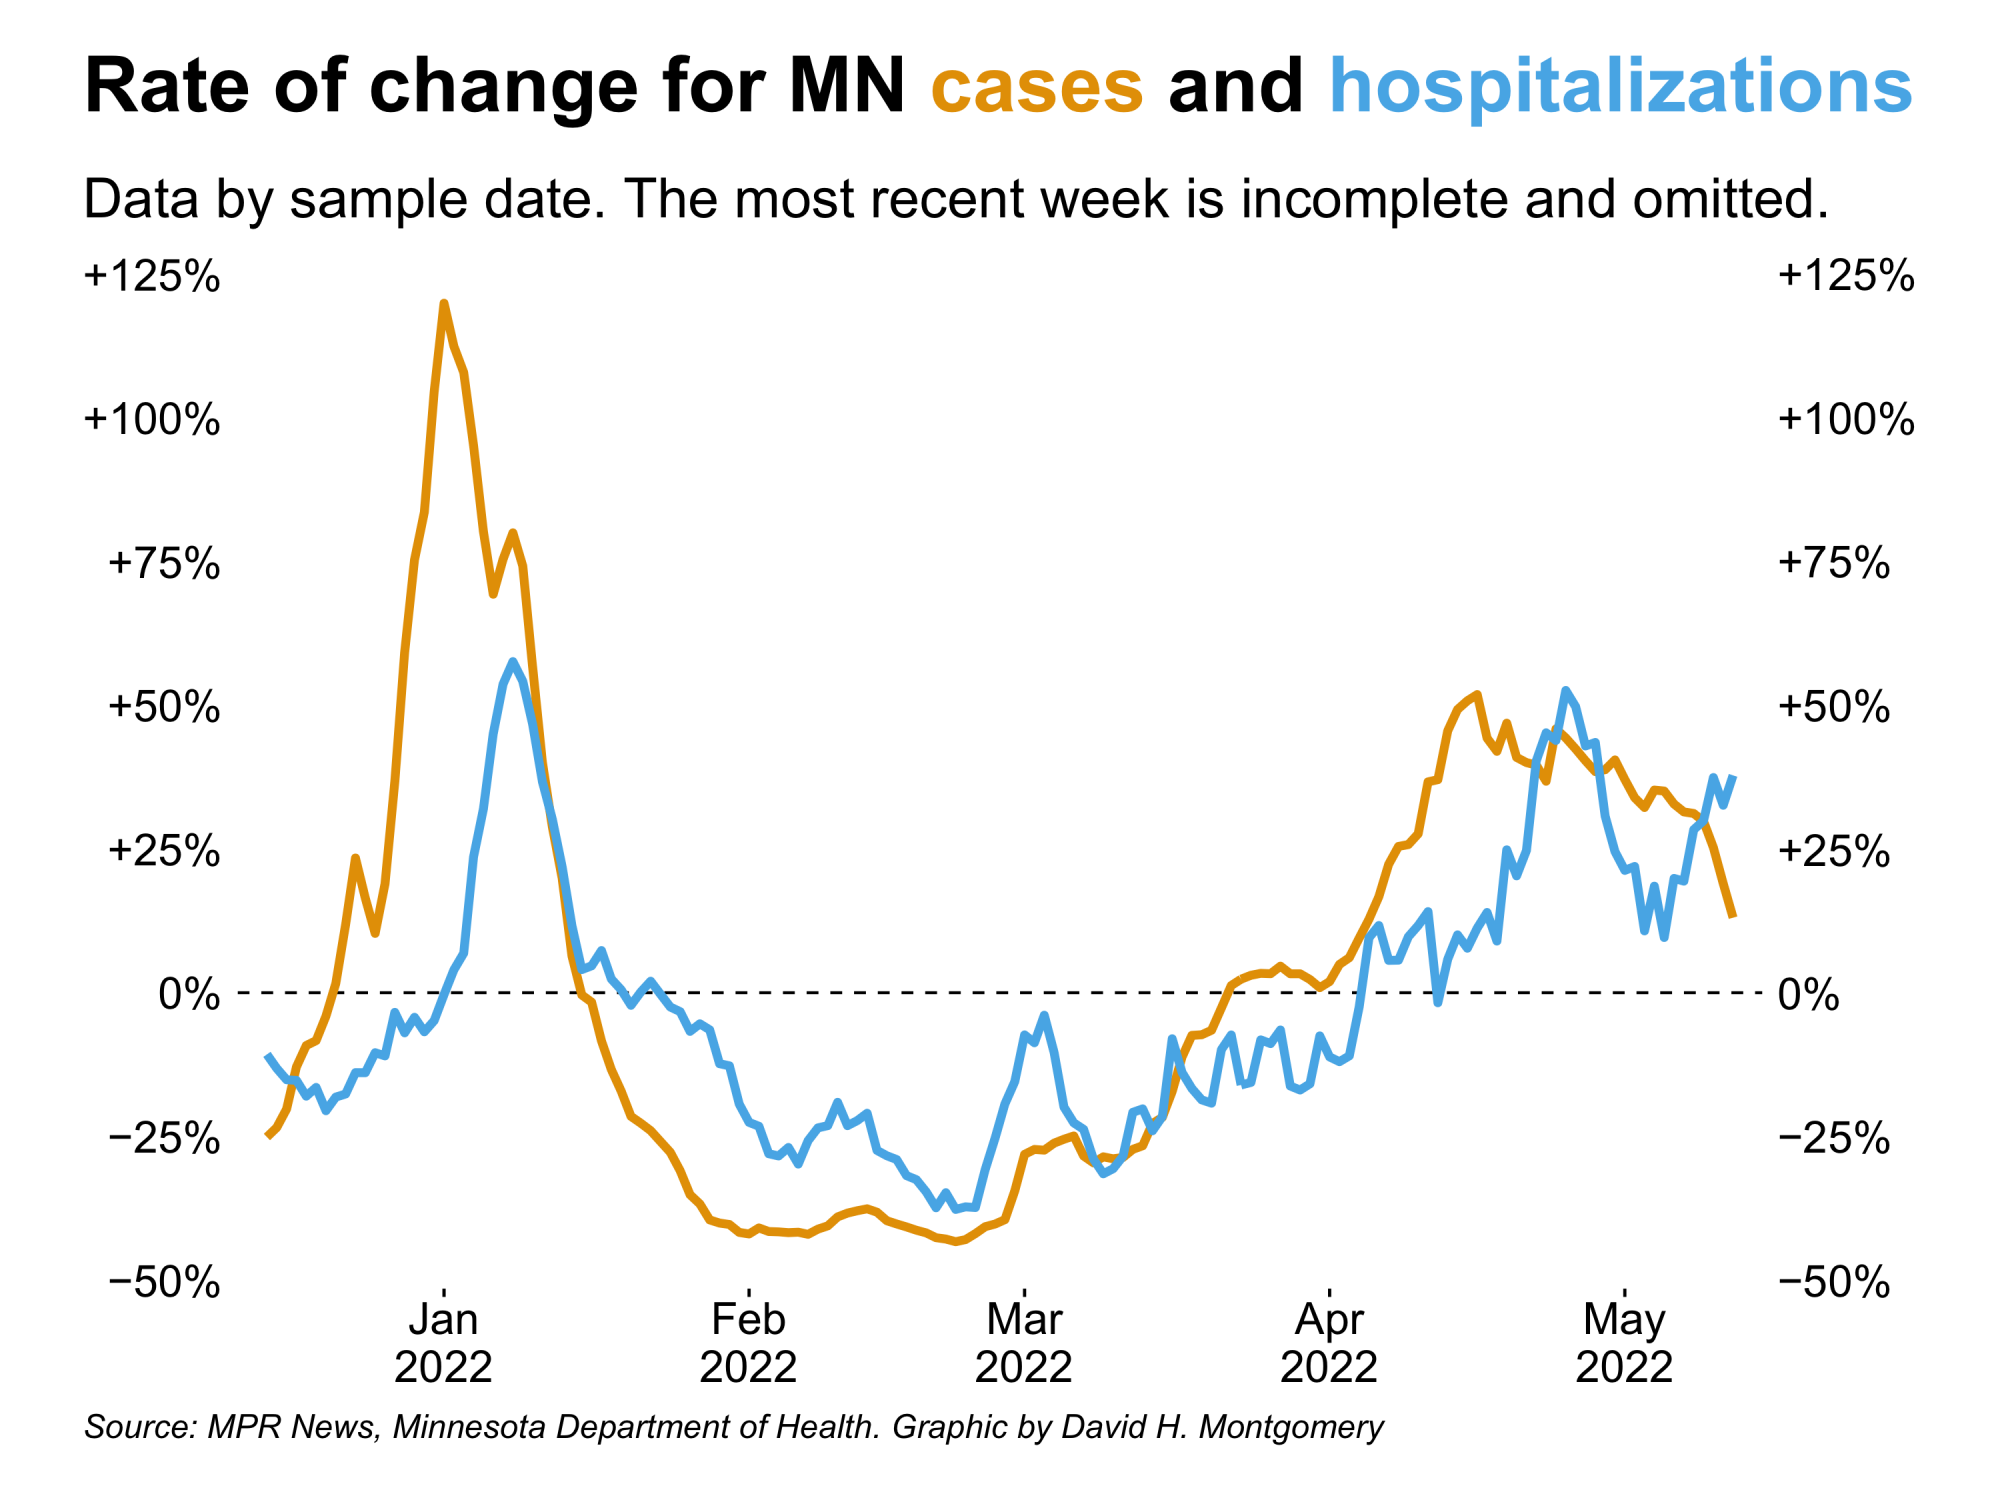 Rate of change for MN cases and hospitalizations
Data by sample date. The most recent week is incomplete and omitted.
+125% +125%
+100% +100%
+75% +75%
+50% +50%
+25% +25%
0% 0%
−25% −25%
−50% −50%
Jan Feb Mar Apr May
2022 2022 2022 2022 2022
Source: MPR News, Minnesota Department of Health. Graphic by David H. Montgomery